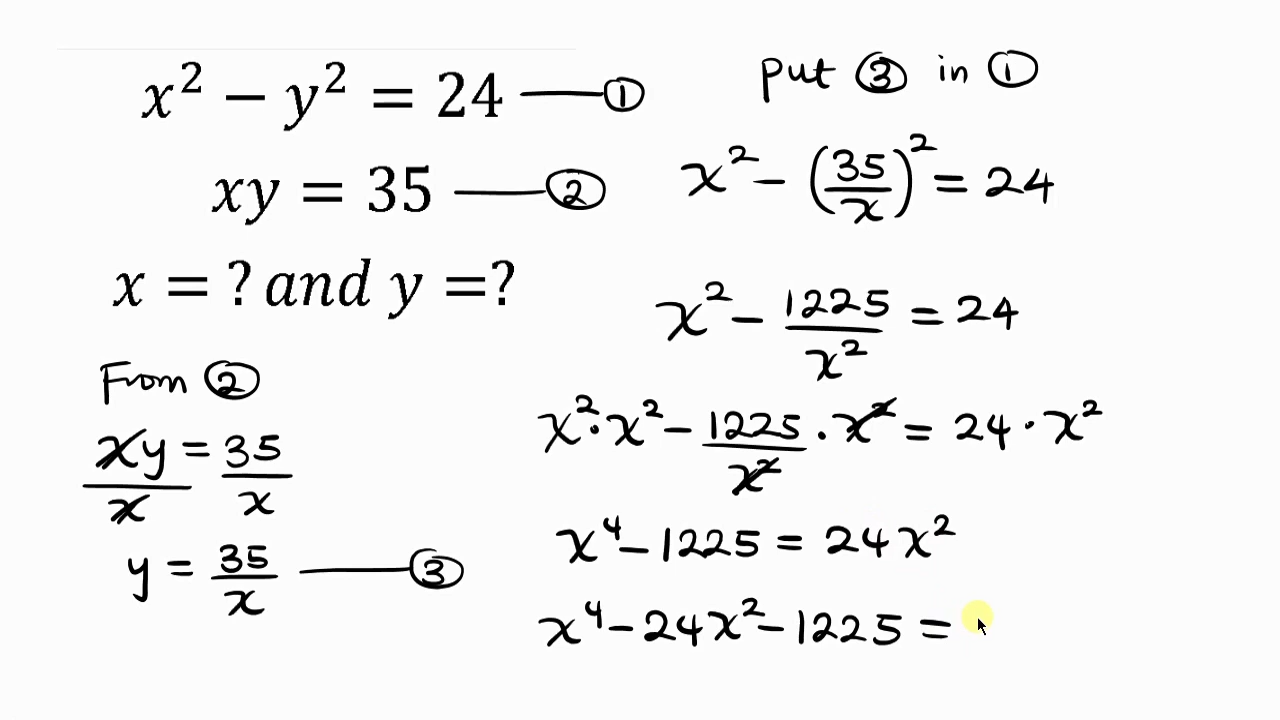 x² − y² = 24 —— ①
xy = 35 —— ②
x = ? and y =?
From ②
xy/x = 35/x
y = 35/x —— ③
put ③ in ①
x² − (35/x)² = 24
x² − 1225/x² = 24
x² · x² − 1225/x² · x² = 24 · x²
x⁴ − 1225 = 24x²
x⁴ − 24x² − 1225 =